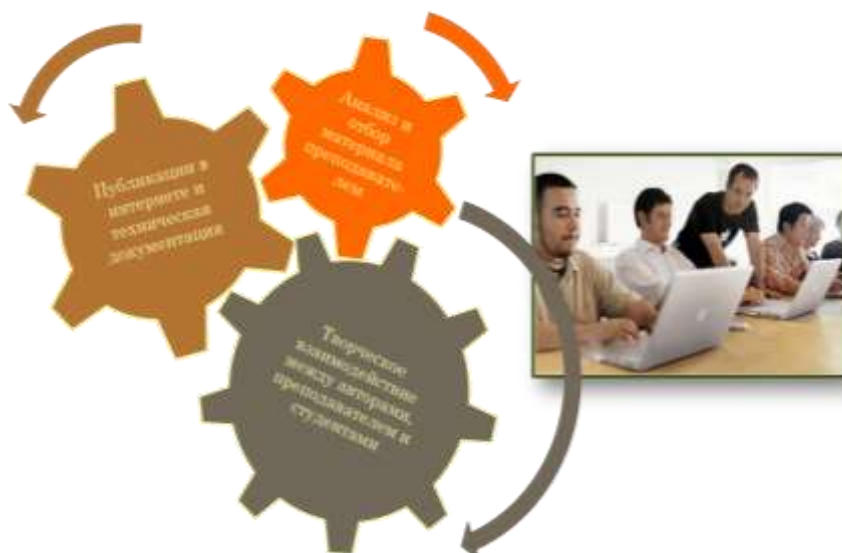 Анализ и
отбор
материала
преподавате-
лем
Публикации в
интернете и
техническая
документация
Творческое
взаимодействие
между авторами,
преподавателем и
студентами